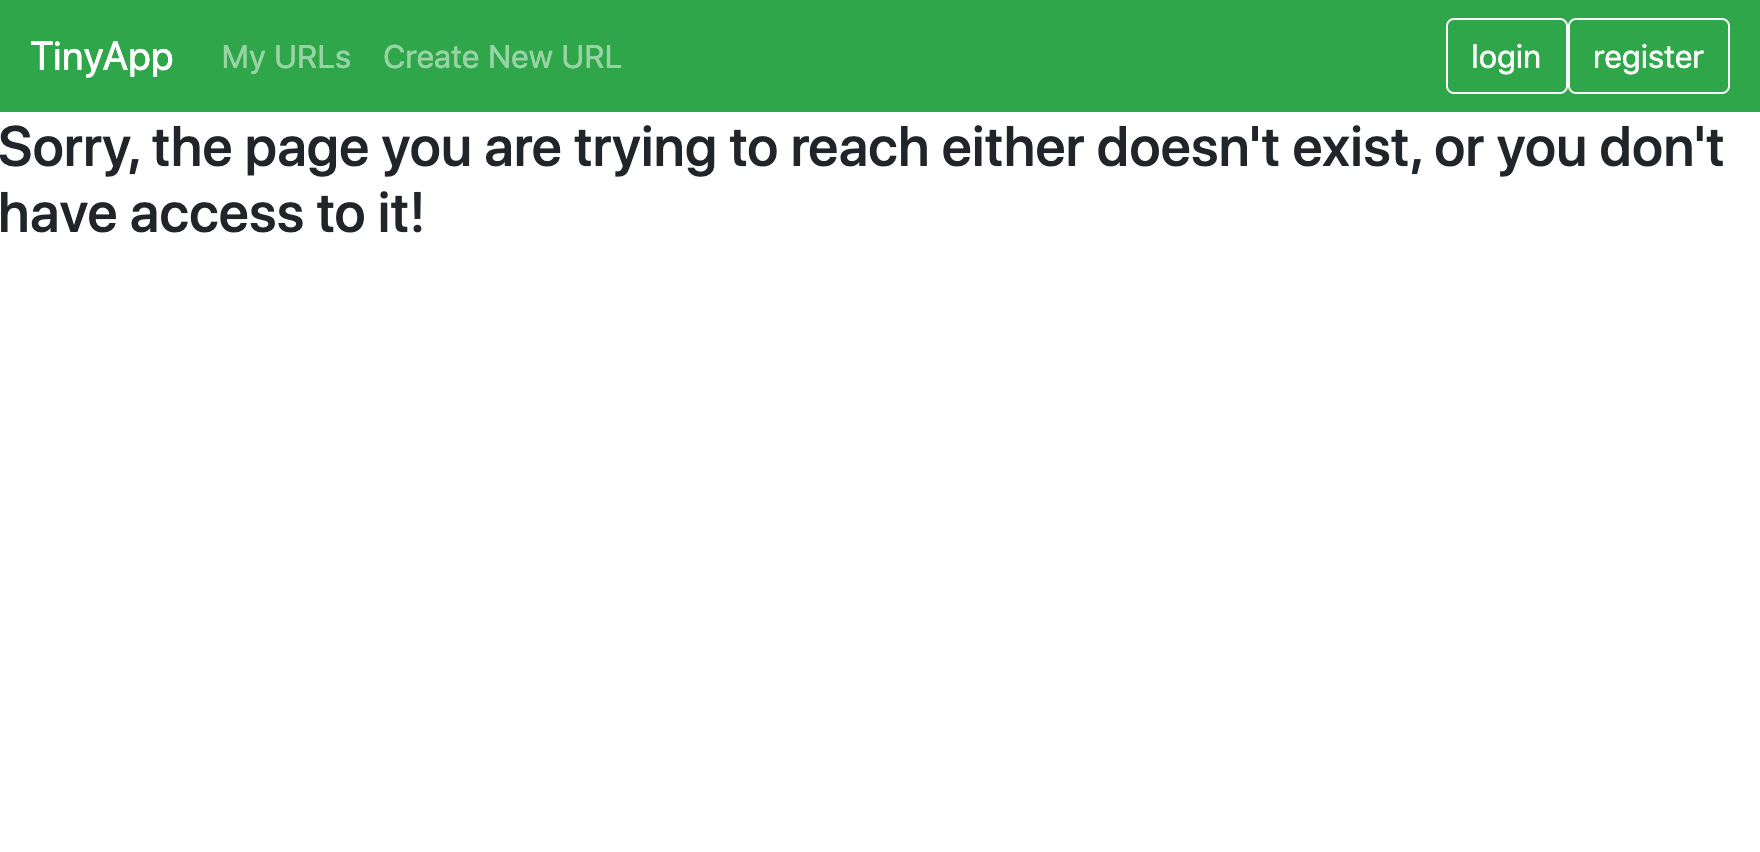 TinyApp My URLs Create New URL login register
Sorry, the page you are trying to reach either doesn't exist, or you don't
have access to it!